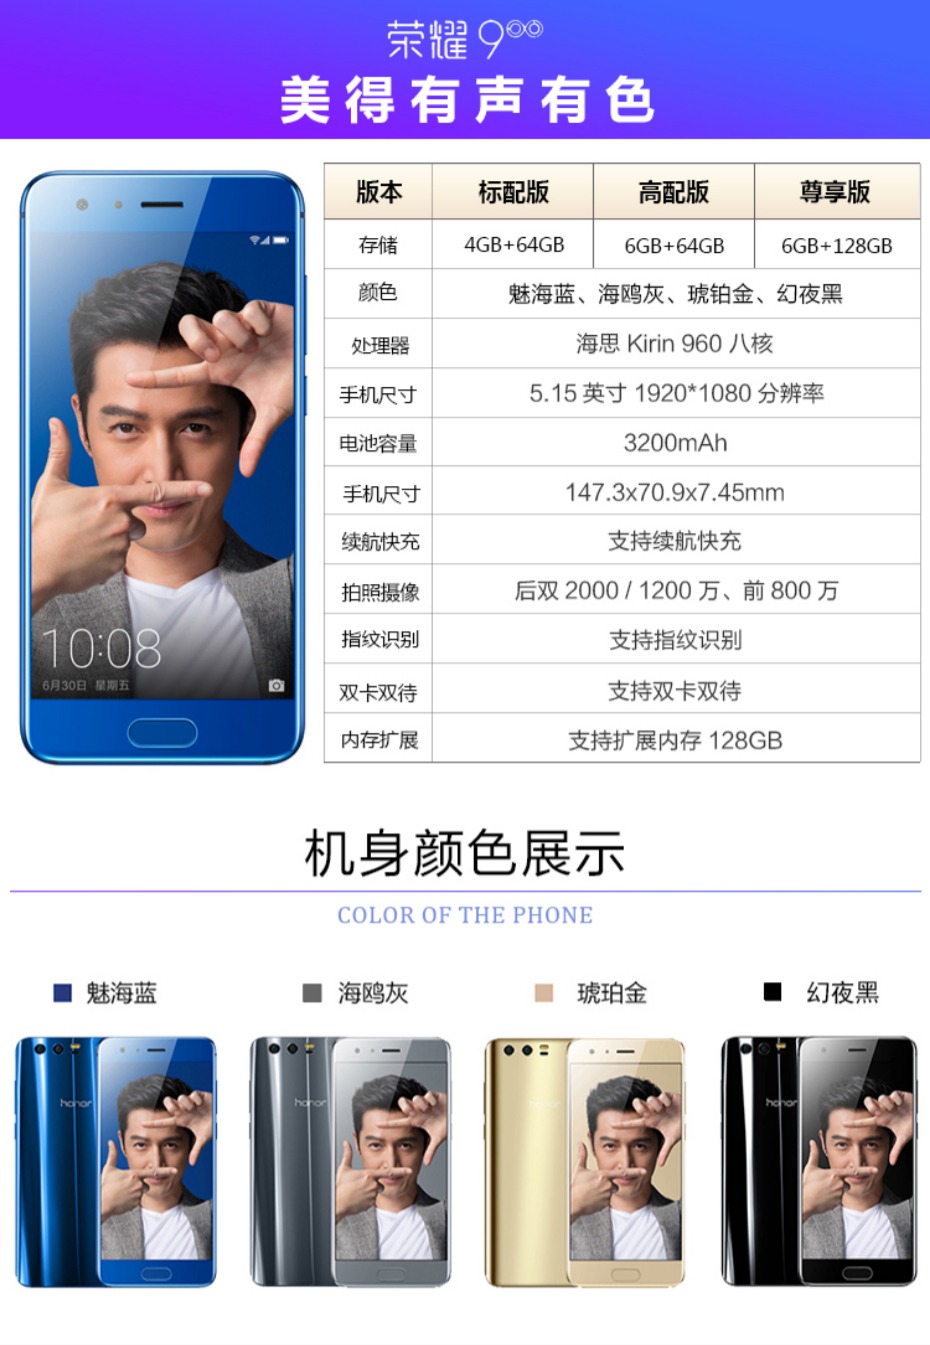 荣耀 9
美得有声有色
版本 标配版 高配版 尊享版
存储 4GB+64GB 6GB+64GB 6GB+128GB
颜色 魅海蓝、海鸥灰、琥铂金、幻夜黑
处理器 海思 Kirin 960 八核
手机尺寸 5.15 英寸 1920*1080 分辨率
电池容量 3200mAh
手机尺寸 147.3x70.9x7.45mm
续航快充 支持续航快充
拍照摄像 后双 2000 / 1200 万、前 800 万
指纹识别 支持指纹识别
双卡双待 支持双卡双待
内存扩展 支持扩展内存 128GB
10:08
6月30日 星期五
机身颜色展示
COLOR OF THE PHONE
魅海蓝 海鸥灰 琥珀金 幻夜黑
honor honor honor honor